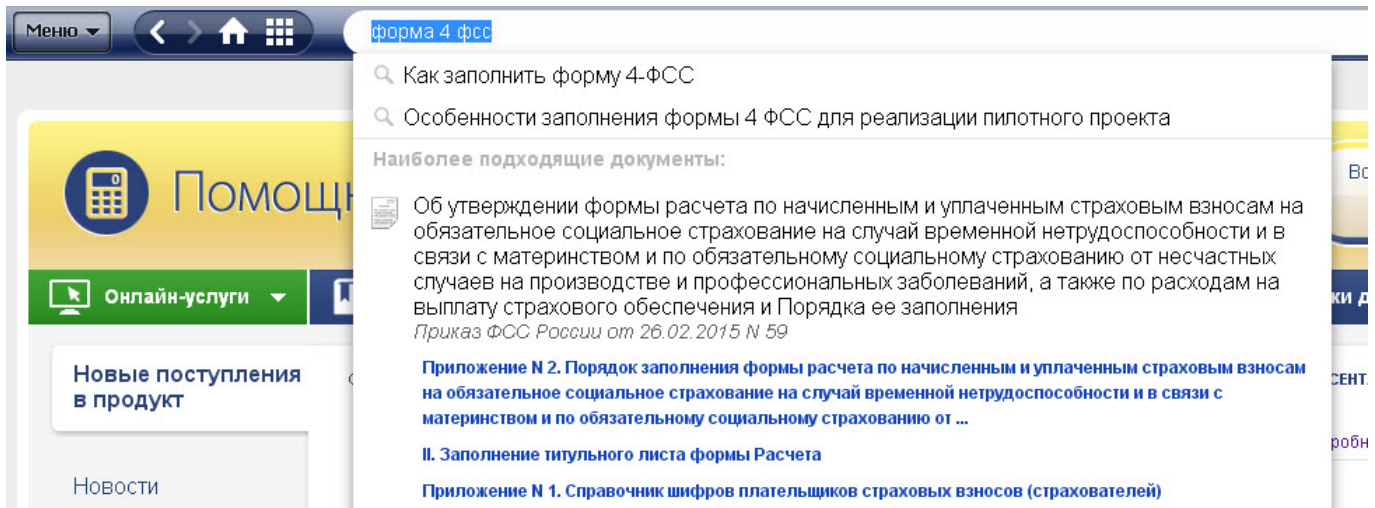 Меню
форма 4 фсс
Как заполнить форму 4-ФСС
Особенности заполнения формы 4 ФСС для реализации пилотного проекта
Наиболее подходящие документы:
Об утверждении формы расчета по начисленным и уплаченным страховым взносам на
обязательное социальное страхование на случай временной нетрудоспособности и в
связи с материнством и по обязательному социальному страхованию от несчастных
случаев на производстве и профессиональных заболеваний, а также по расходам на
выплату страхового обеспечения и Порядка ее заполнения
Приказ ФСС России от 26.02.2015 N 59
Приложение N 2. Порядок заполнения формы расчета по начисленным и уплаченным страховым взносам
на обязательное социальное страхование на случай временной нетрудоспособности и в связи с
материнством и по обязательному социальному страхованию от ...
II. Заполнение титульного листа формы Расчета
Приложение N 1. Справочник шифров плательщиков страховых взносов (страхователей)
Онлайн-услуги
Новые поступления
в продукт
Новости